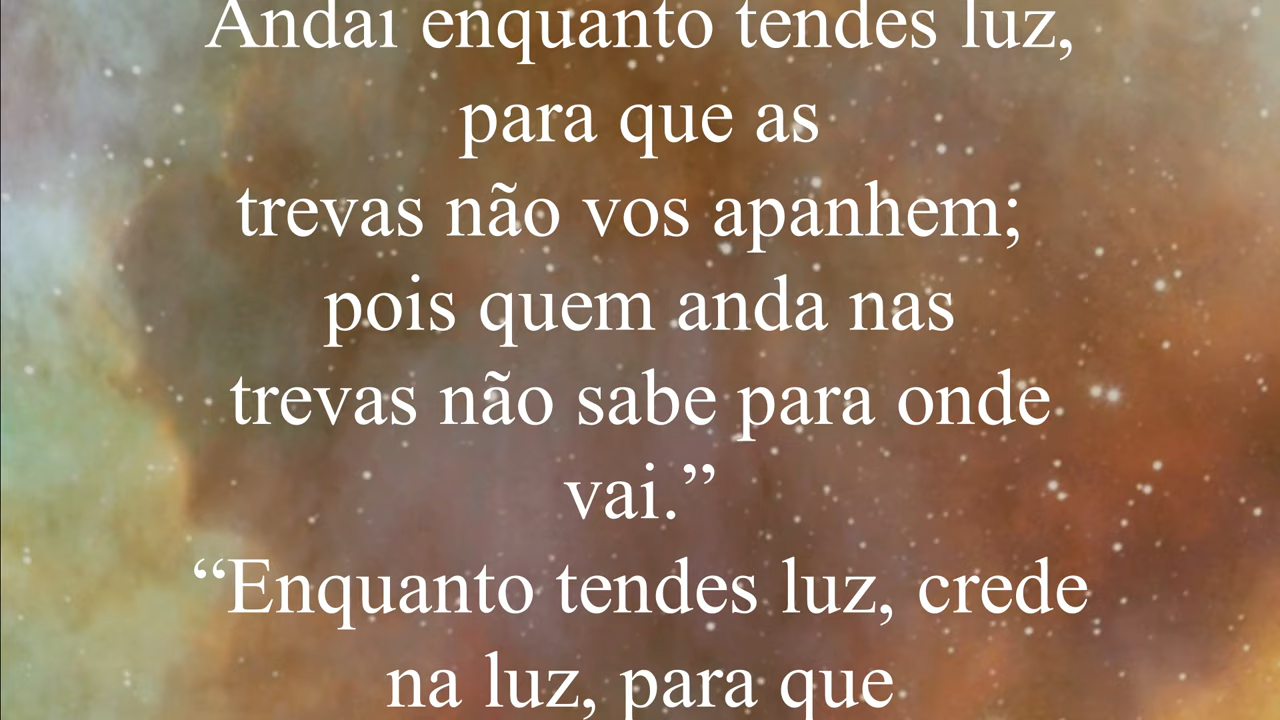 Andai enquanto tendes luz,
para que as
trevas não vos apanhem;
pois quem anda nas
trevas não sabe para onde
vai.”
“Enquanto tendes luz, crede
na luz, para que